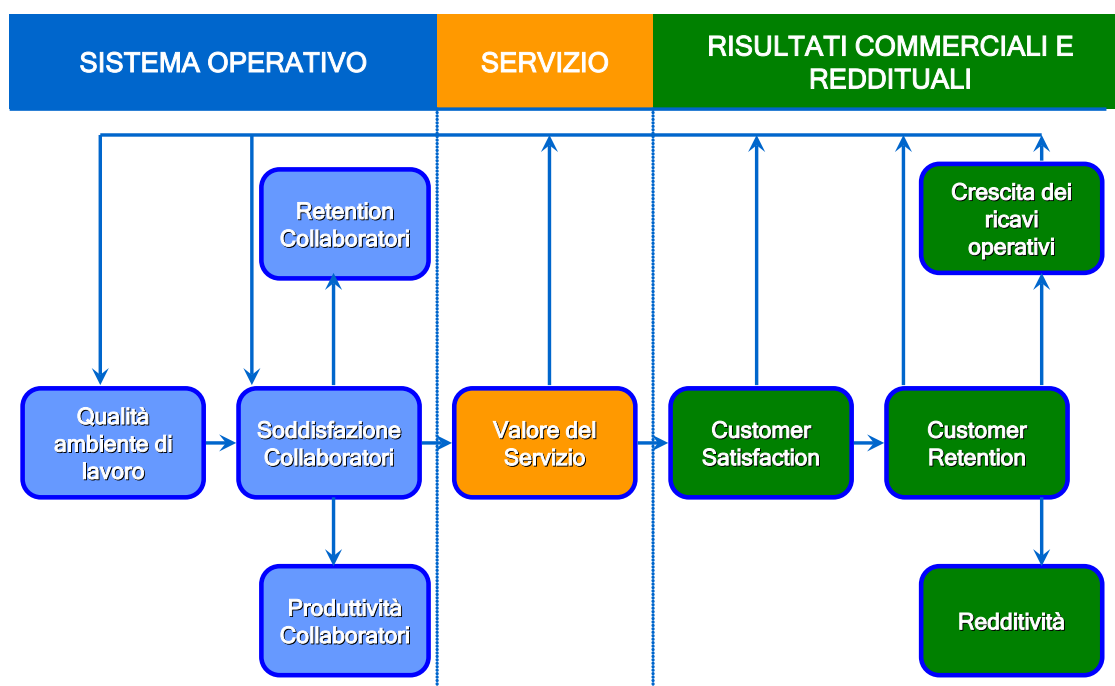 SISTEMA OPERATIVO
SERVIZIO
RISULTATI COMMERCIALI E
REDDITUALI
Retention
Collaboratori
Crescita dei
ricavi
operativi
Qualità
ambiente di
lavoro
Soddisfazione
Collaboratori
Valore del
Servizio
Customer
Satisfaction
Customer
Retention
Produttività
Collaboratori
Redditività